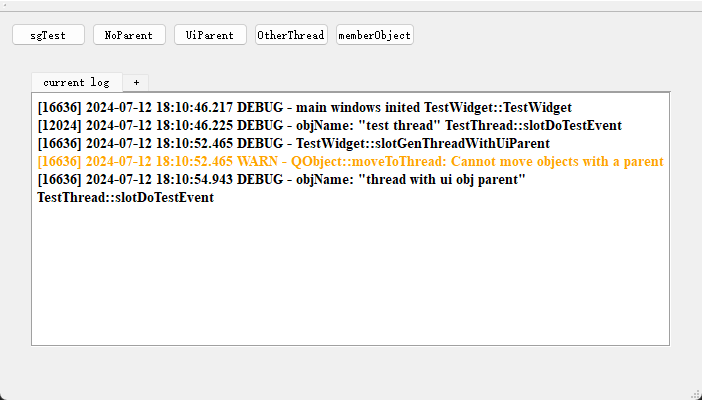 sgTest NoParent UiParent OtherThread memberObject
current log +
[16636] 2024-07-12 18:10:46.217 DEBUG - main windows inited TestWidget::TestWidget
[12024] 2024-07-12 18:10:46.225 DEBUG - objName: "test thread" TestThread::slotDoTestEvent
[16636] 2024-07-12 18:10:52.465 DEBUG - TestWidget::slotGenThreadWithUiParent
[16636] 2024-07-12 18:10:52.465 WARN - QObject::moveToThread: Cannot move objects with a parent
[16636] 2024-07-12 18:10:54.943 DEBUG - objName: "thread with ui obj parent"
TestThread::slotDoTestEvent